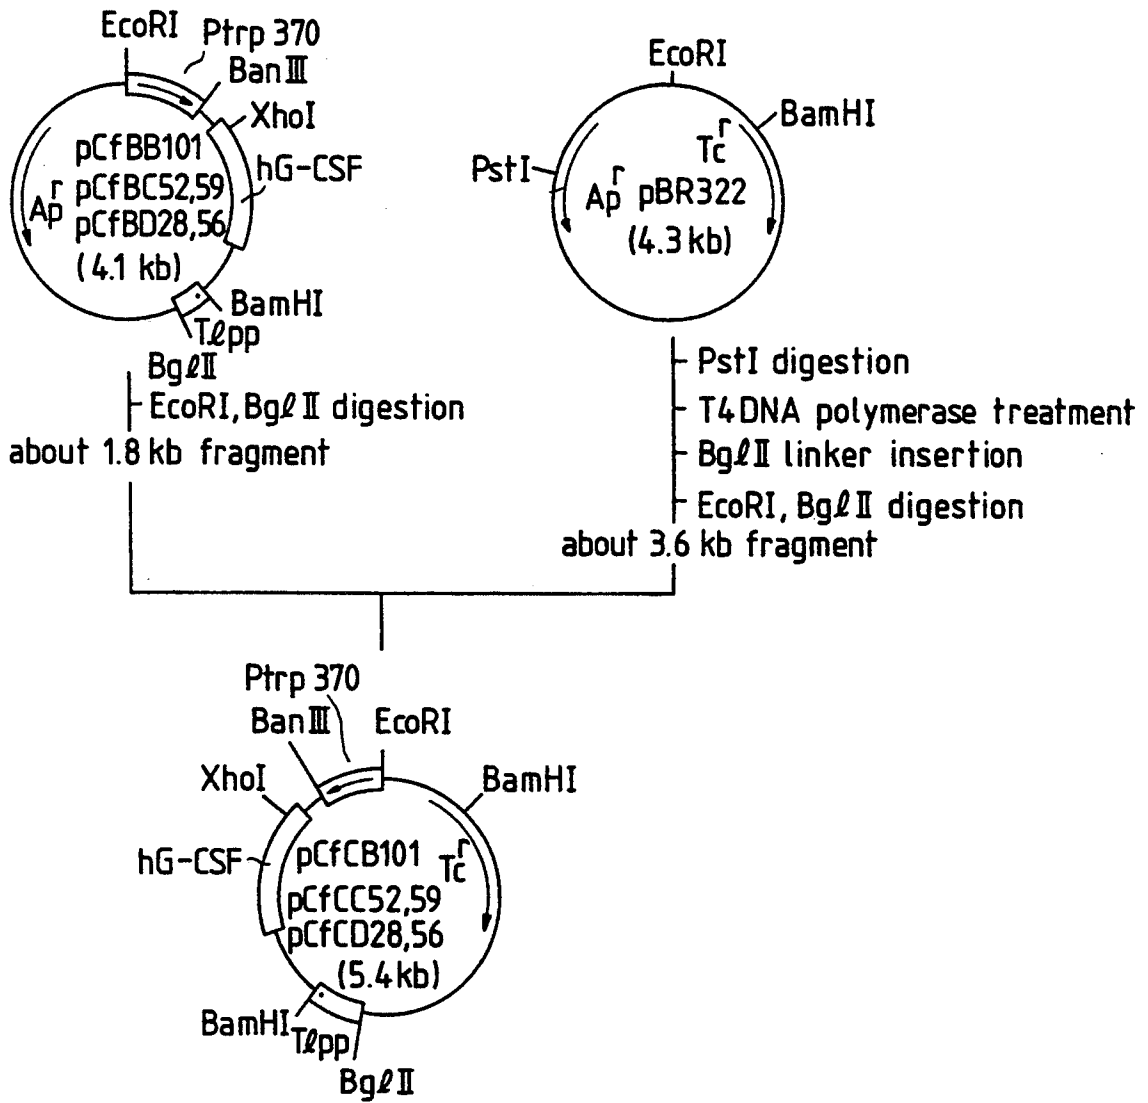 EcoRI
Ptrp 370
BanIII
XhoI
hG-CSF
pCfBB101
pCfBC52,59
pCfBD28,56
(4.1 kb)
Apʳ
BamHI
Tℓpp
BgℓII
EcoRI, BgℓII digestion
about 1.8 kb fragment
EcoRI
BamHI
Tcʳ
PstI
Apʳ
pBR322
(4.3 kb)
PstI digestion
T4 DNA polymerase treatment
BgℓII linker insertion
EcoRI, BgℓII digestion
about 3.6 kb fragment
Ptrp 370
BanIII
EcoRI
XhoI
BamHI
hG-CSF
pCfCB101
Tcʳ
pCfCC52,59
pCfCD28,56
(5.4 kb)
BamHI
Tℓpp
BgℓII